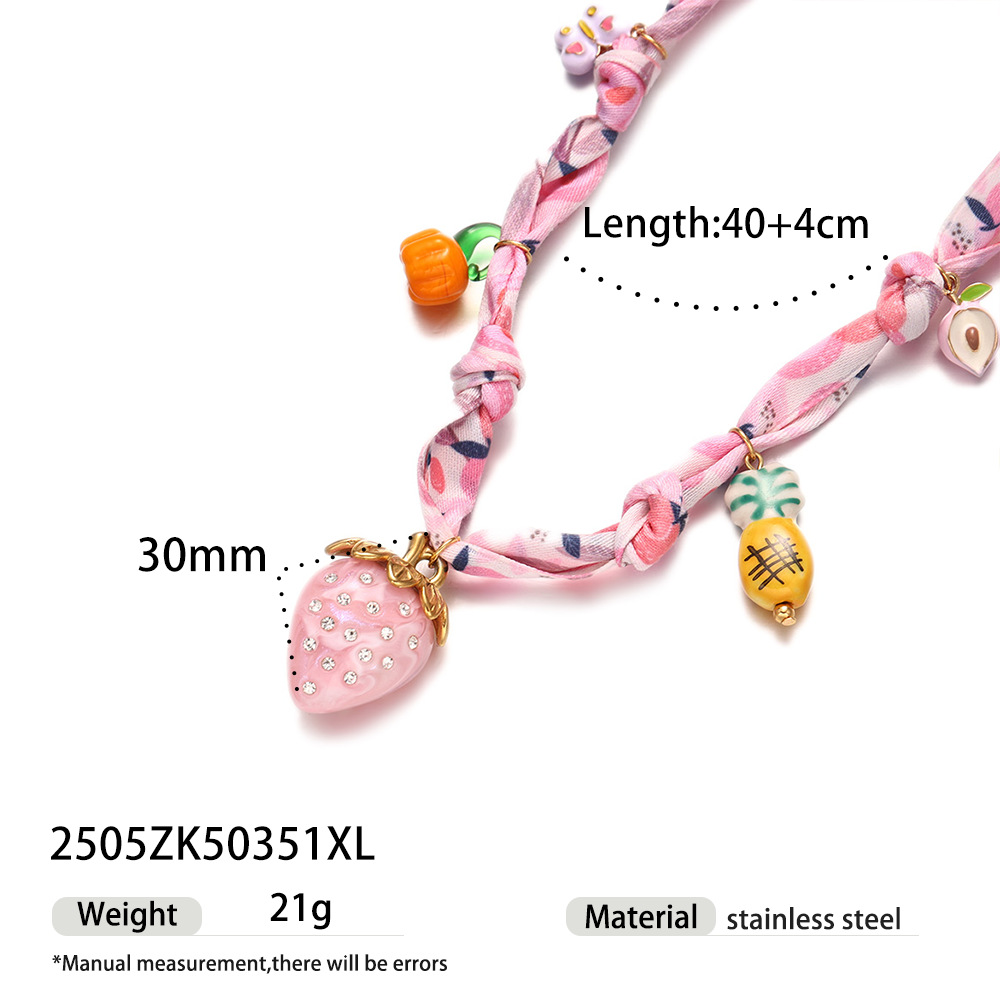 Length:40+4cm
30mm
2505ZK50351XL
Weight 21g
Material stainless steel
*Manual measurement,there will be errors